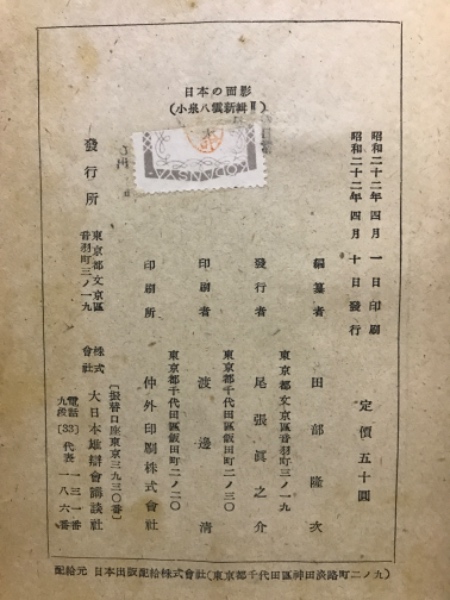 日本の面影
(小泉八雲新輯Ⅱ)
KODANSYA
昭和二十二年四月一日印刷
昭和二十二年四月十日發行
定價五十圓
編纂者 田部隆次
東京都文京區音羽町三ノ一九
發行者 尾張眞之介
東京都千代田區飯田町二ノ三〇
印刷者 渡邊清
東京都千代田區飯田町二ノ二〇
印刷所 仲外印刷株式會社
發行所
東京都文京區
音羽町三ノ一九
株式會社 大日本雄辯會講談社
〔振替口座東京三九三〇番〕
電話九段〔33〕代表
一三一番
一八六番
配給元 日本出版配給株式會社(東京都千代田區神田淡路町二ノ九)